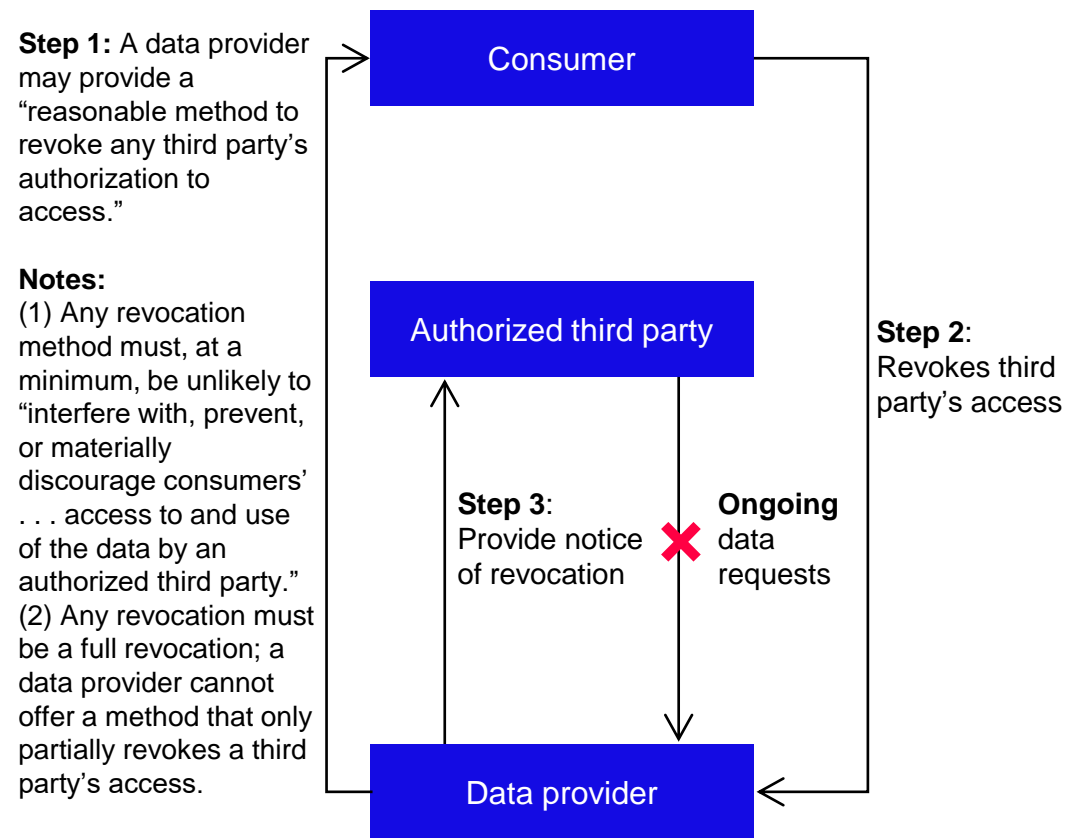 Step 1: A data provider
may provide a
“reasonable method to
revoke any third party’s
authorization to
access.”
Notes:
(1) Any revocation
method must, at a
minimum, be unlikely to
“interfere with, prevent,
or materially
discourage consumers’
. . . access to and use
of the data by an
authorized third party.”
(2) Any revocation must
be a full revocation; a
data provider cannot
offer a method that only
partially revokes a third
party’s access.
Consumer
Authorized third party
Step 2:
Revokes third
party’s access
Step 3:
Provide notice
of revocation
Ongoing
data
requests
Data provider